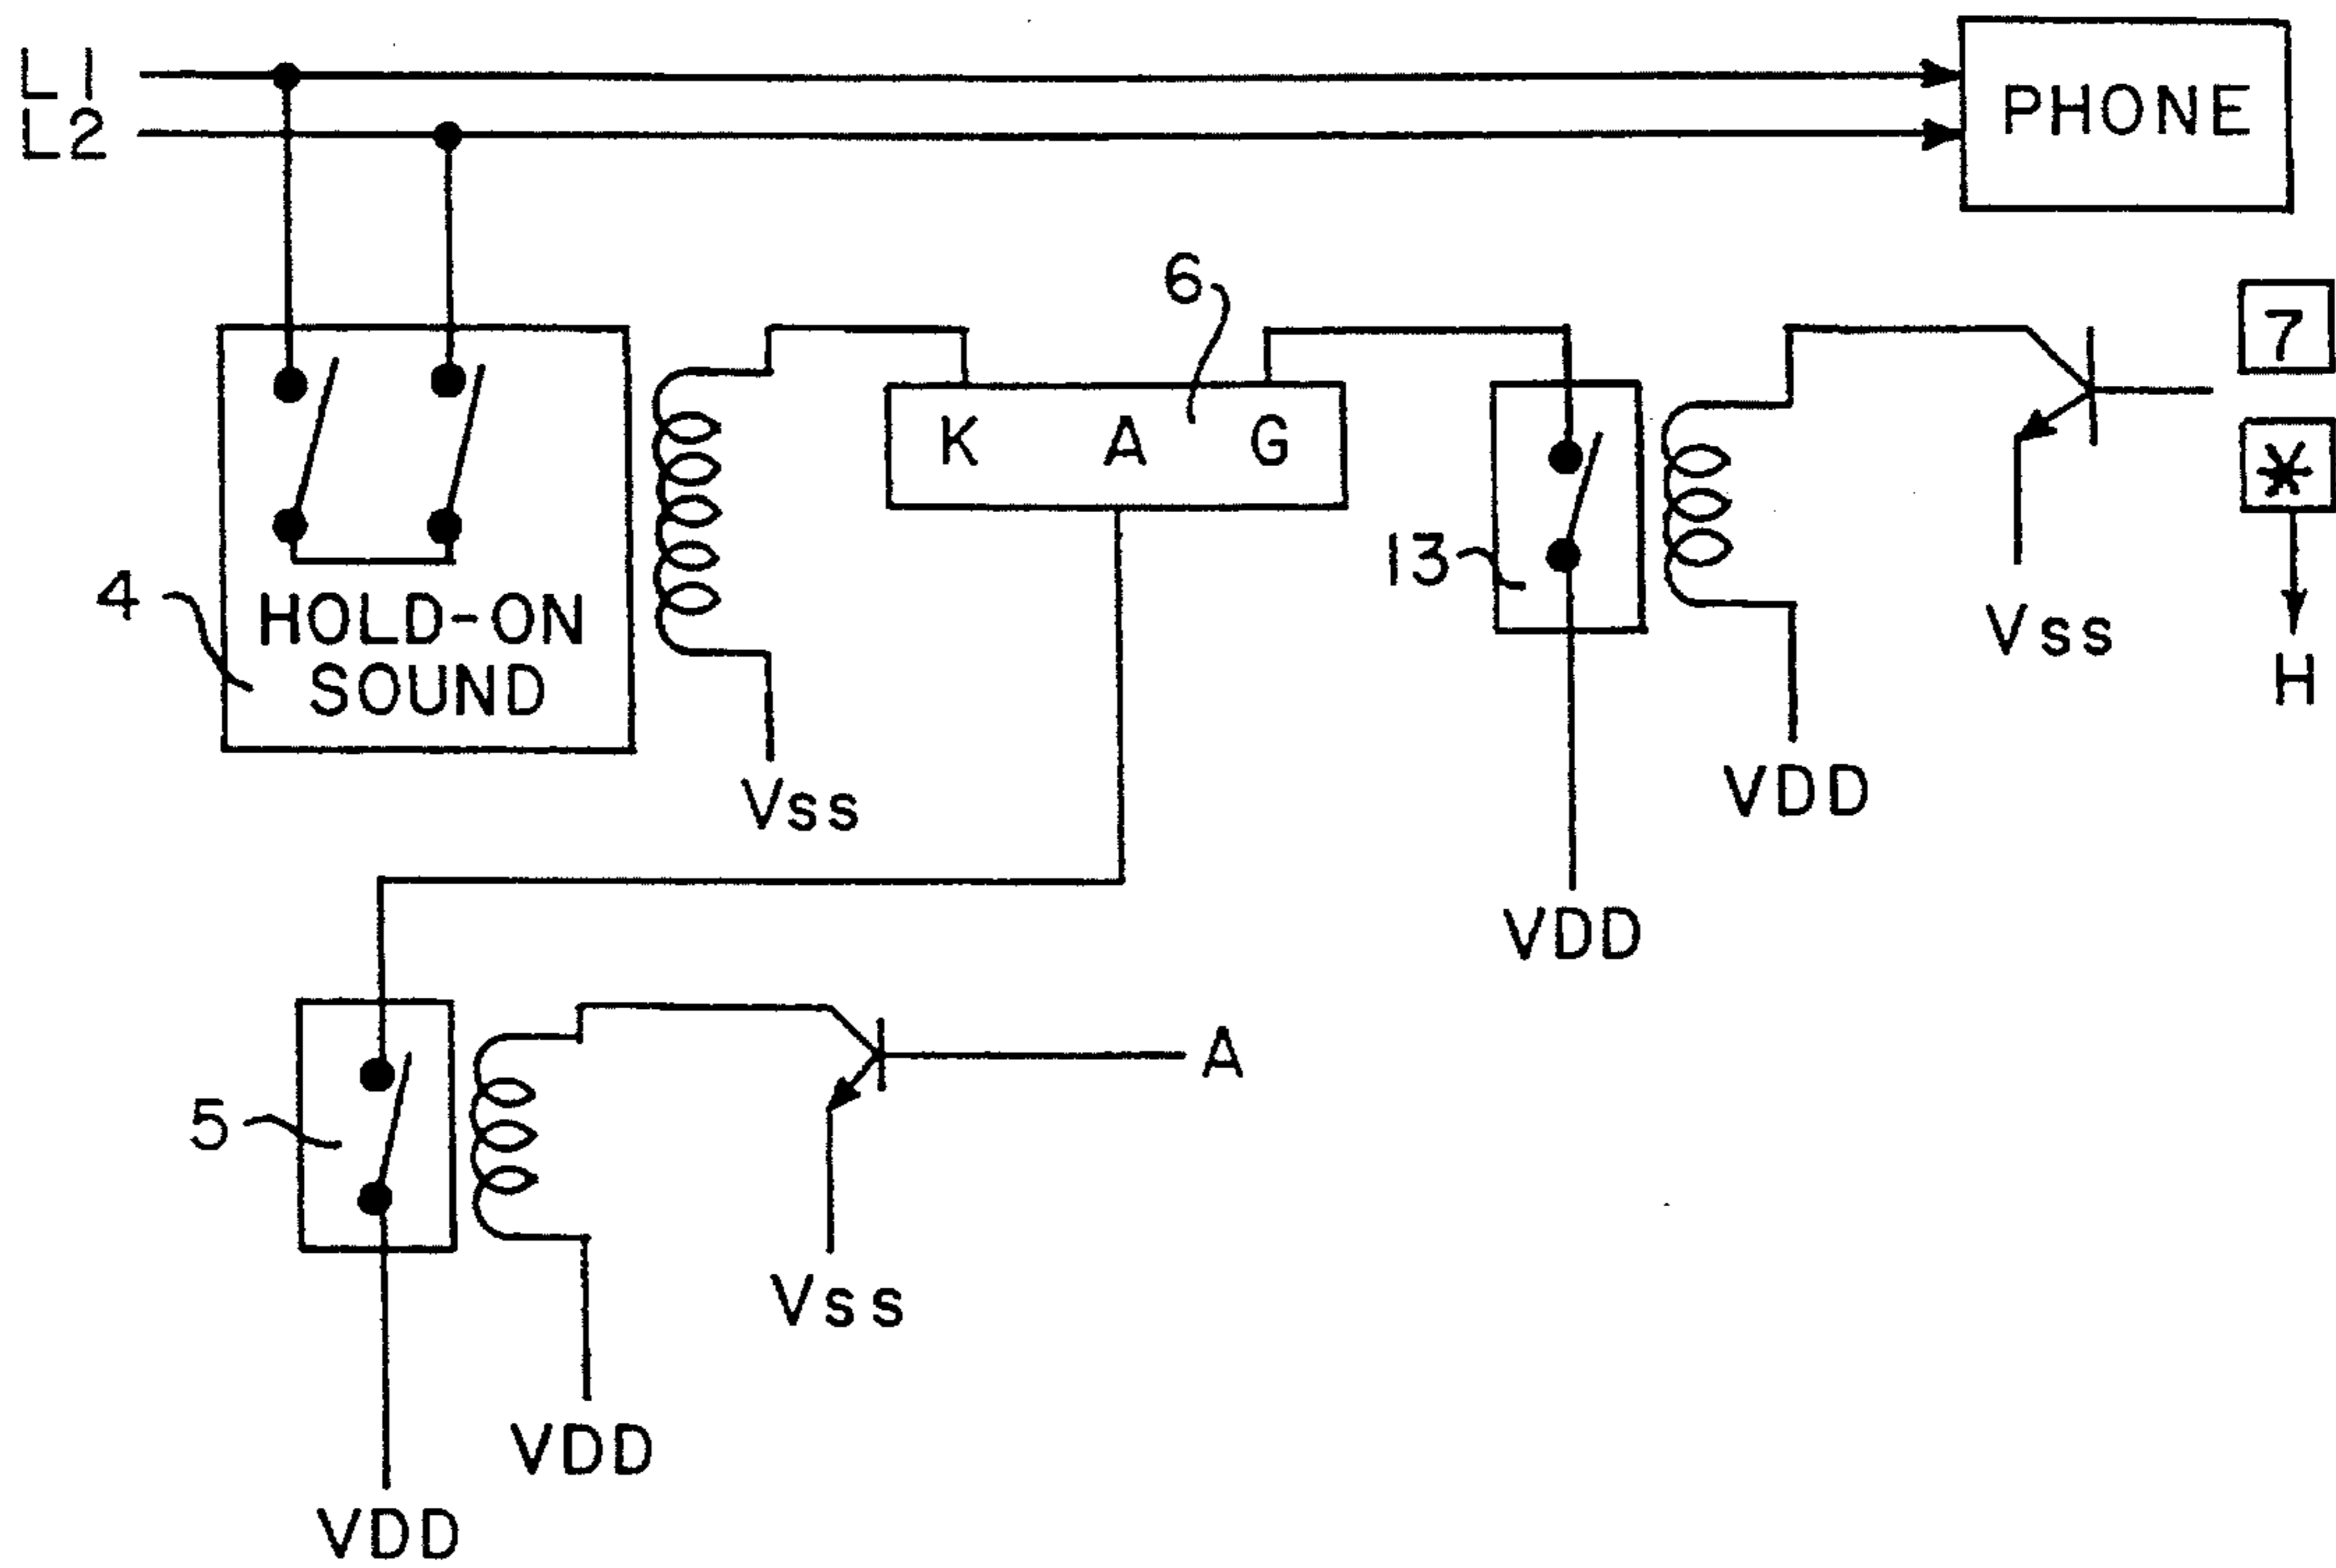 L1
L2
PHONE
6
7
K A G
*
13
4
HOLD-ON
SOUND
Vss
H
Vss
VDD
VDD
A
5
Vss
VDD
VDD